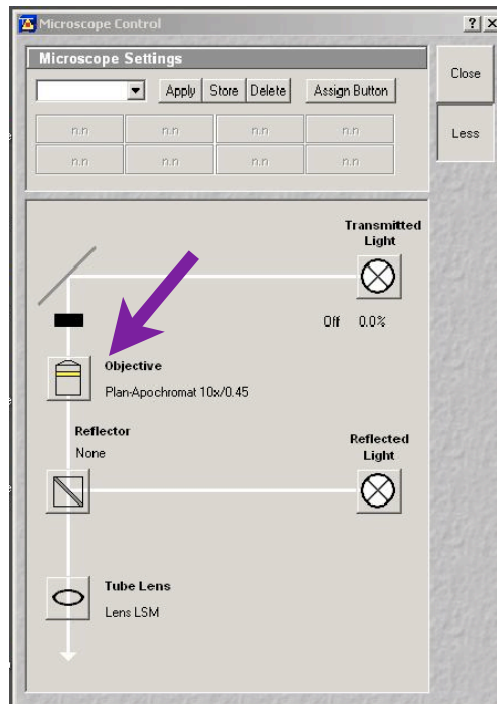 Microscope Control
Microscope Settings
Close
Apply Store Delete Assign Button
Less
n.n n.n n.n n.n
n.n n.n n.n n.n
Transmitted
Light
Off 0.0%
Objective
Plan-Apochromat 10x/0.45
Reflector
None
Reflected
Light
Tube Lens
Lens LSM